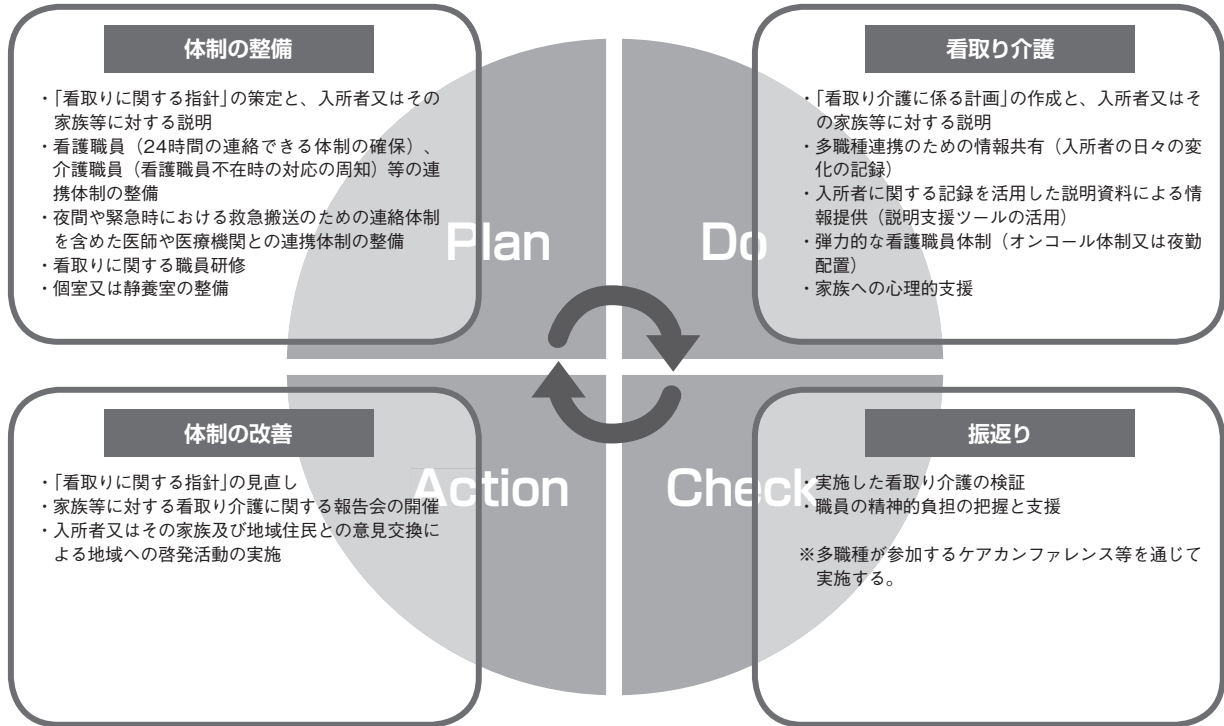 体制の整備
・「看取りに関する指針」の策定と、入所者又はその
家族等に対する説明
・看護職員（24時間の連絡できる体制の確保）、
介護職員（看護職員不在時の対応の周知）等の連
携体制の整備
・夜間や緊急時における救急搬送のための連絡体制
を含めた医師や医療機関との連携体制の整備
・看取りに関する職員研修
・個室又は静養室の整備
Plan
看取り介護
・「看取り介護に係る計画」の作成と、入所者又はそ
の家族等に対する説明
・多職種連携のための情報共有（入所者の日々の変
化の記録）
・入所者に関する記録を活用した説明資料による情
報提供（説明支援ツールの活用）
・弾力的な看護職員体制（オンコール体制又は夜勤
配置）
・家族への心理的支援
Do
体制の改善
・「看取りに関する指針」の見直し
・家族等に対する看取り介護に関する報告会の開催
・入所者又はその家族及び地域住民との意見交換に
よる地域への啓発活動の実施
Action
振返り
・実施した看取り介護の検証
・職員の精神的負担の把握と支援
※多職種が参加するケアカンファレンス等を通じて
実施する。
Check